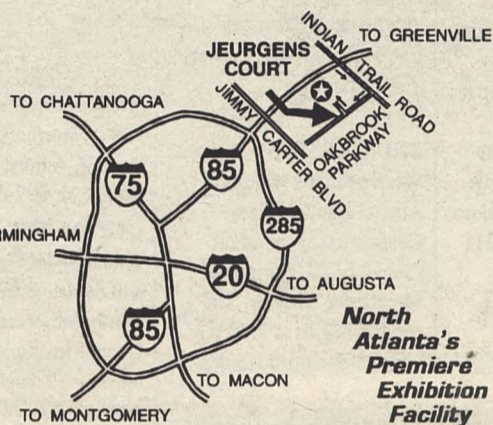 INDIAN TRAIL ROAD
TO GREENVILLE
JEURGENS
COURT
JIMMY CARTER BLVD
OAKBROOK
PARKWAY
TO CHATTANOOGA
75
85
285
RMINGHAM
20
TO AUGUSTA
85
TO MACON
TO MONTGOMERY
North
Atlanta's
Premiere
Exhibition
Facility